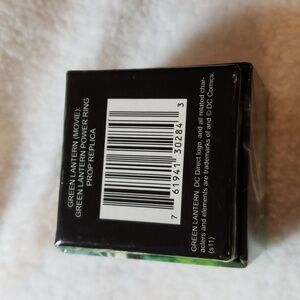 GREEN LANTERN (MOVIE):
GREEN LANTERN POWER RING
PROP REPLICA
7 61941 30284 3
GREEN LANTERN, DC Direct logo, and all related char-
acters and elements are trademarks of and © DC Comics.
(s11)